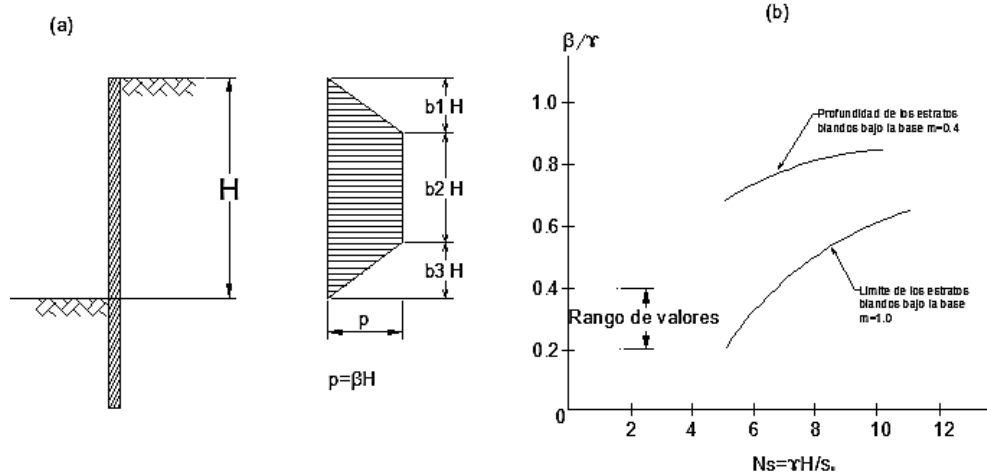 (a)
H
b1 H
b2 H
b3 H
p
p=βH
(b)
β/γ
1.0
0.8
0.6
0.4
0.2
0
Profundidad de los estratos
blandos bajo la base m=0.4
Limite de los estratos
blandos bajo la base
m=1.0
Rango de valores
2
4
6
8
10
12
Ns=γH/s